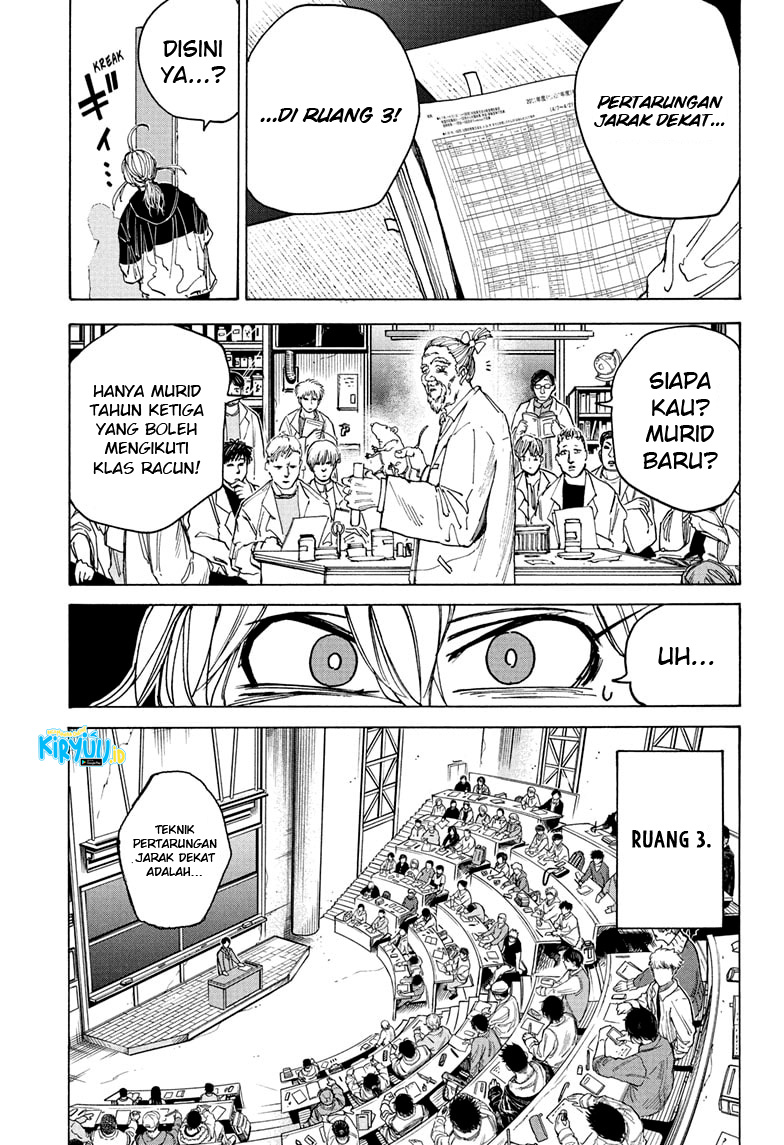 PERTARUNGAN
JARAK DEKAT...
...DI RUANG 3!
DISINI
YA...?
KREAK
ギィ...
SIAPA
KAU?
MURID
BARU?
HANYA MURID
TAHUN KETIGA
YANG BOLEH
MENGIKUTI
KLAS RACUN!
UH...
KIRYUU.ID
RUANG 3.
TEKNIK
PERTARUNGAN
JARAK DEKAT
ADALAH...